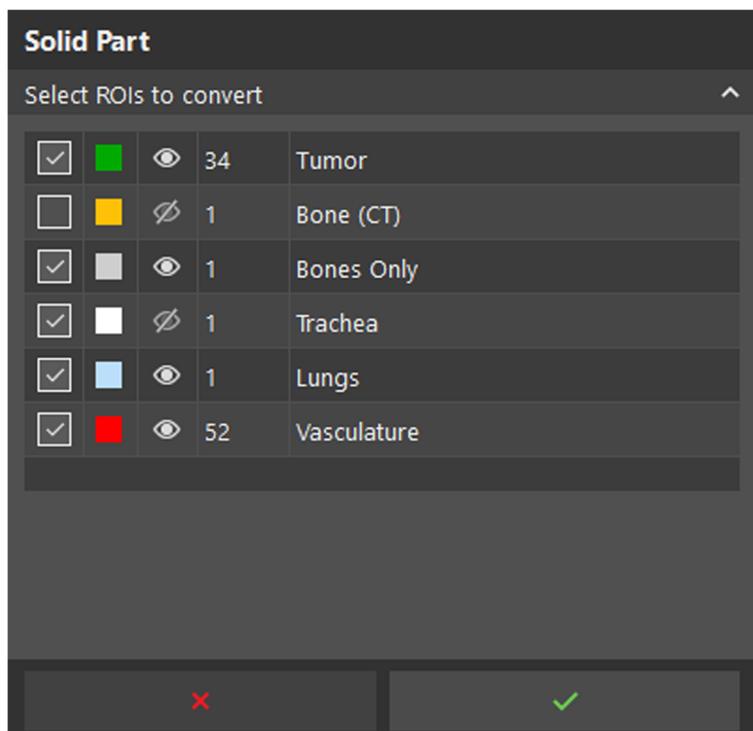 Solid Part
Select ROIs to convert
34 Tumor
1 Bone (CT)
1 Bones Only
1 Trachea
1 Lungs
52 Vasculature